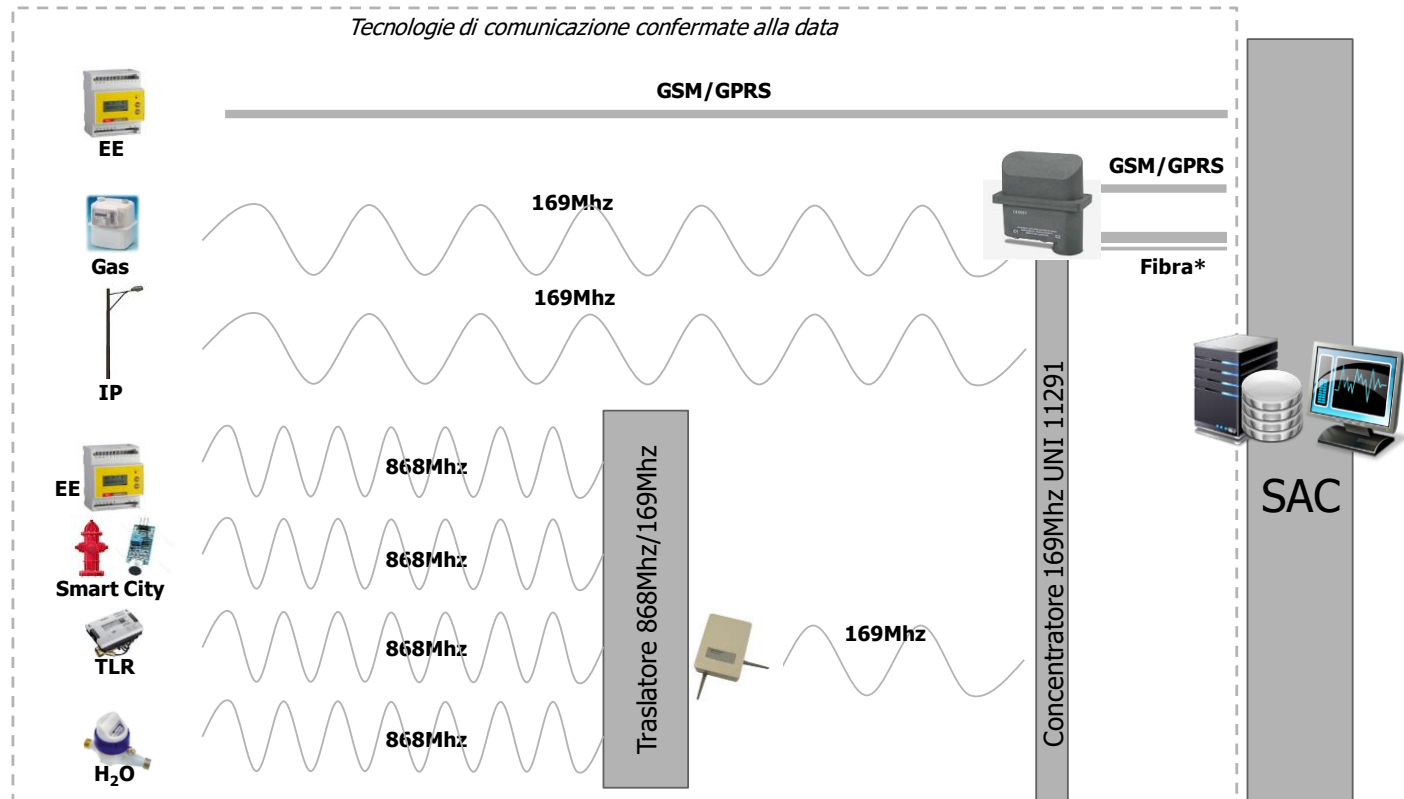 Tecnologie di comunicazione confermate alla data
GSM/GPRS
EE
GSM/GPRS
169Mhz
Gas
Fibra*
169Mhz
IP
Concentratore 169Mhz UNI 11291
SAC
Traslatore 868Mhz/169Mhz
868Mhz
EE
868Mhz
Smart City
868Mhz
TLR
169Mhz
868Mhz
H₂O